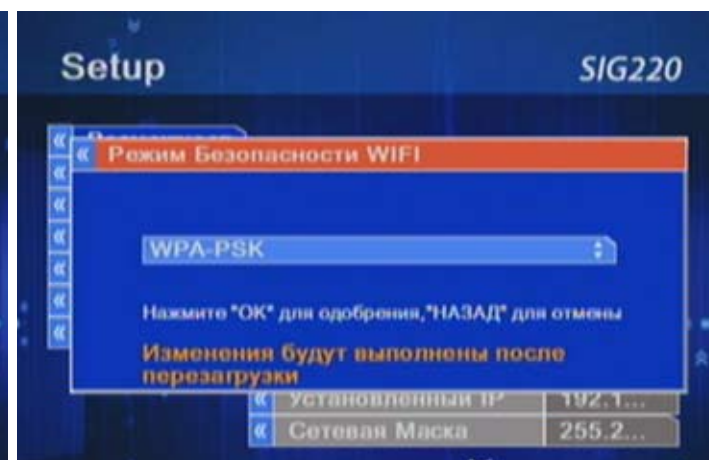 Setup
SIG220
Режим Безопасности WIFI
WPA-PSK
Нажмите "ОК" для одобрения,"НАЗАД" для отмены
Изменения будут выполнены после
перезагрузки
Установленный IP 192.1...
Сетевая Маска 255.2...